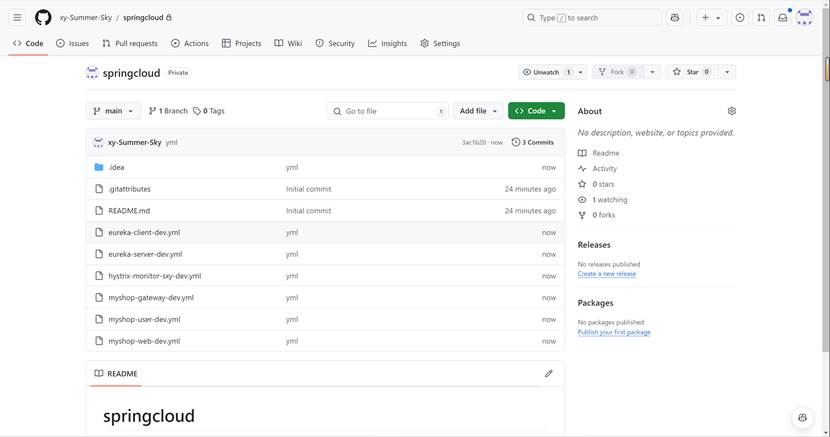 xy-Summer-Sky / springcloud
Type / to search
Code Issues Pull requests Actions Projects Wiki Security Insights Settings
springcloud Private
Unwatch 1 Fork 0 Star 0
main 1 Branch 0 Tags Go to file t Add file Code
xy-Summer-Sky yml 3ac1b20 · now 3 Commits
.idea yml now
.gitattributes Initial commit 24 minutes ago
README.md Initial commit 24 minutes ago
eureka-client-dev.yml yml now
eureka-server-dev.yml yml now
hystrix-monitor-sxy-dev.yml yml now
myshop-gateway-dev.yml yml now
myshop-user-dev.yml yml now
myshop-web-dev.yml yml now
README
springcloud
About
No description, website, or topics provided.
Readme
Activity
0 stars
1 watching
0 forks
Releases
No releases published
Create a new release
Packages
No packages published
Publish your first package